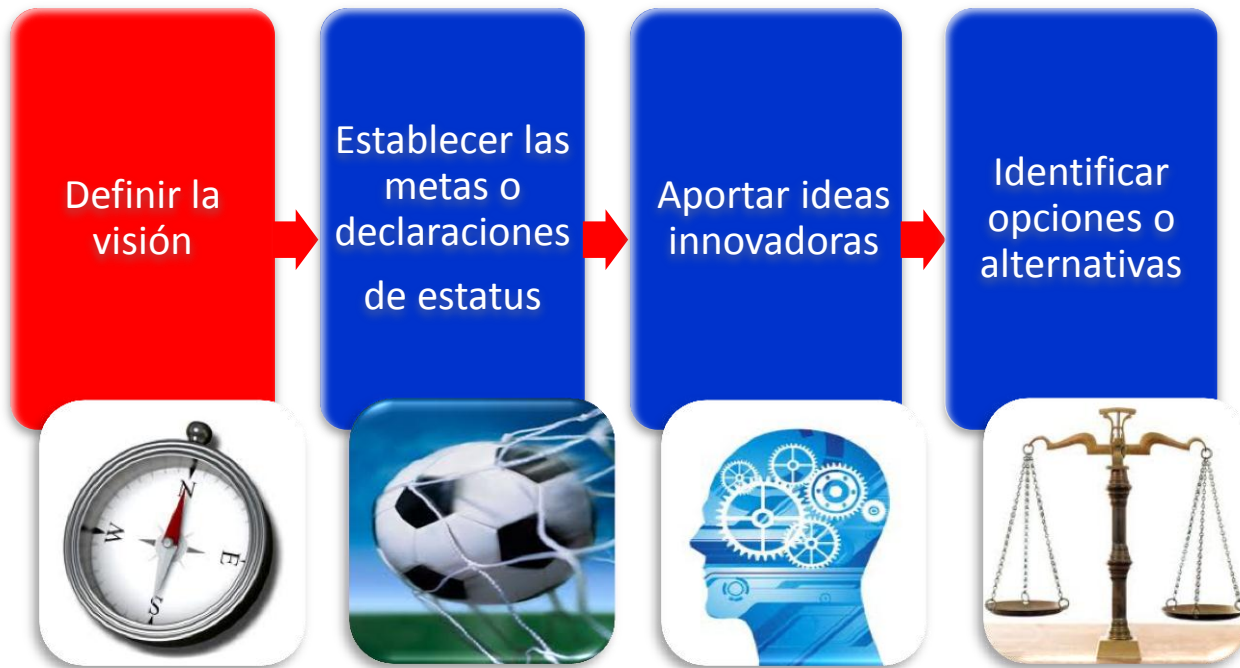 Definir la
visión
Establecer las
metas o
declaraciones
de estatus
Aportar ideas
innovadoras
Identificar
opciones o
alternativas
N
W
E
S